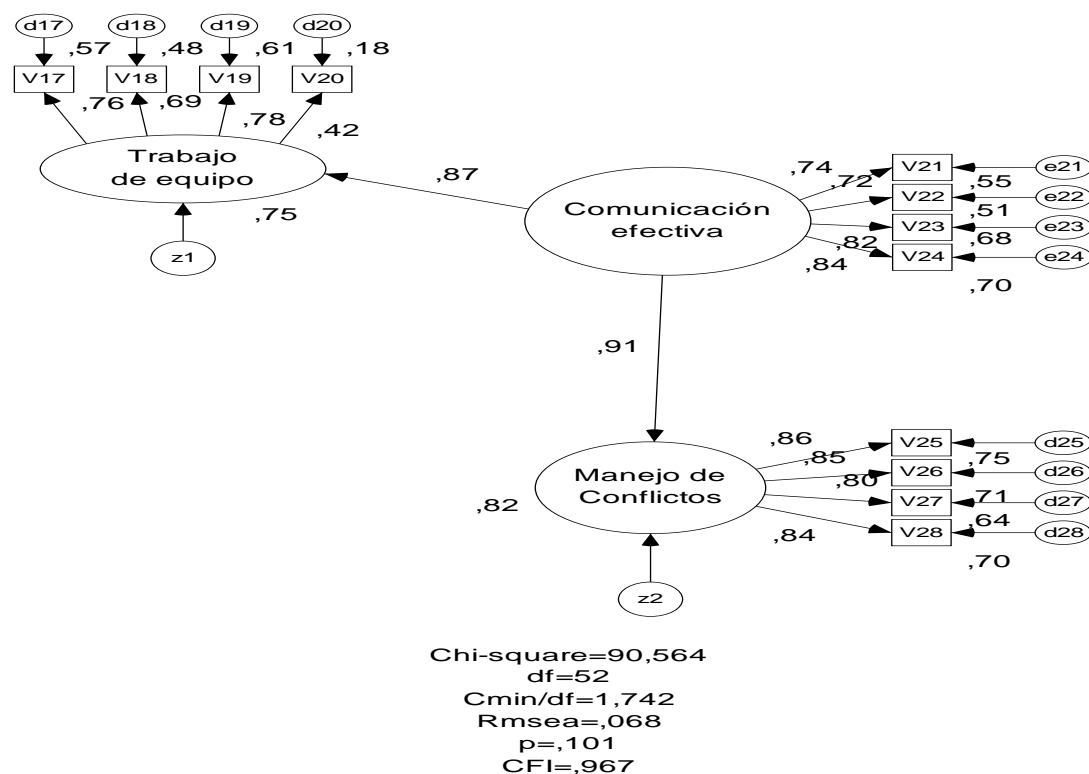 d17 d18 d19 d20
,57 ,48 ,61 ,18
V17 V18 V19 V20
,76 ,69 ,78 ,42
Trabajo
de equipo
,75
z1
,87
Comunicación
efectiva
,74 V21 ,55 e21
,72 V22 ,51 e22
,82 V23 ,68 e23
,84 V24 ,70 e24
,91
Manejo de
Conflictos
,82
z2
,86 V25 ,75 d25
,85 V26 ,71 d26
,80 V27 ,64 d27
,84 V28 ,70 d28
Chi-square=90,564
df=52
Cmin/df=1,742
Rmsea=,068
p=,101
CFI=,967